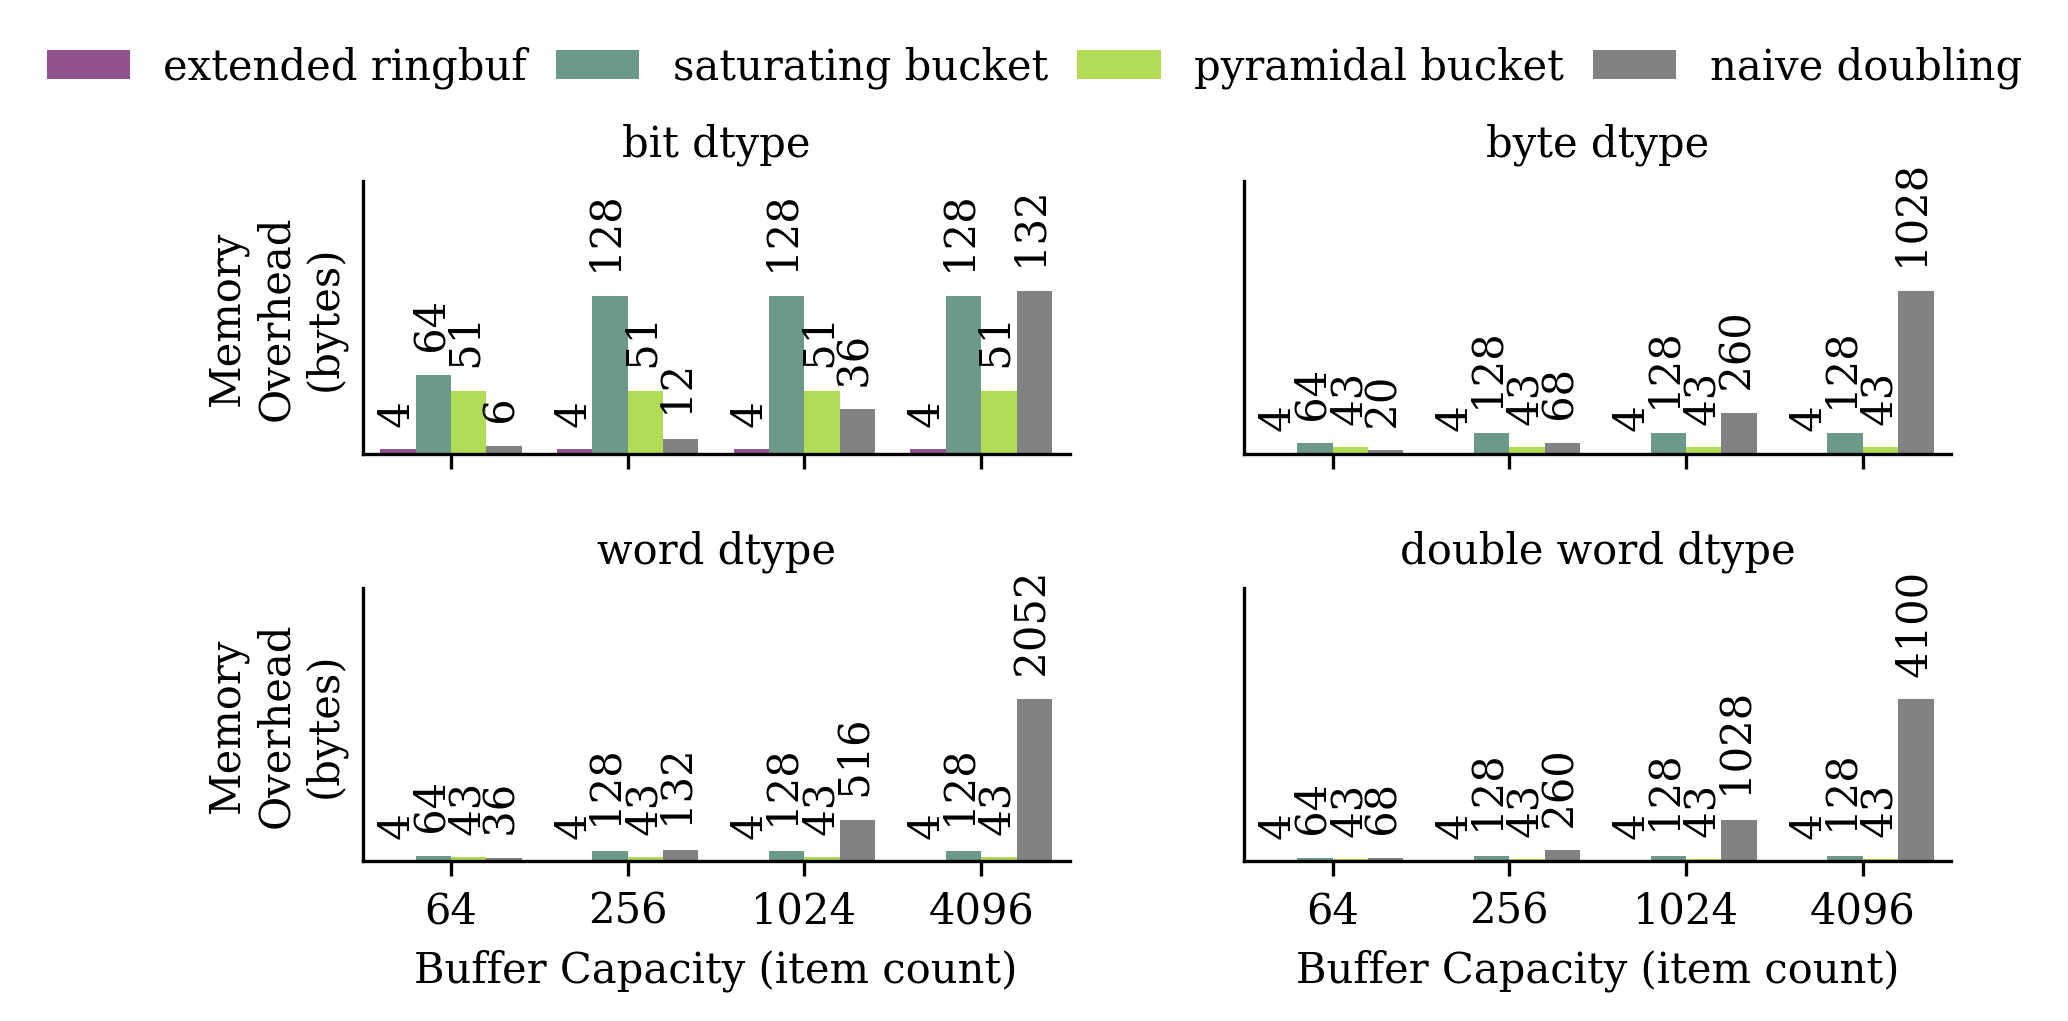 extended ringbuf saturating bucket pyramidal bucket naive doubling
bit dtype
Memory
Overhead
(bytes)
4 64 51 6 4 128 51 12 4 128 51 36 4 128 51 132
byte dtype
4 64 43 20 4 128 43 68 4 128 43 260 4 128 43 1028
word dtype
Memory
Overhead
(bytes)
4 64 43 36 4 128 43 132 4 128 43 516 4 128 43 2052
64 256 1024 4096
Buffer Capacity (item count)
double word dtype
4 64 43 68 4 128 43 260 4 128 43 1028 4 128 43 4100
64 256 1024 4096
Buffer Capacity (item count)